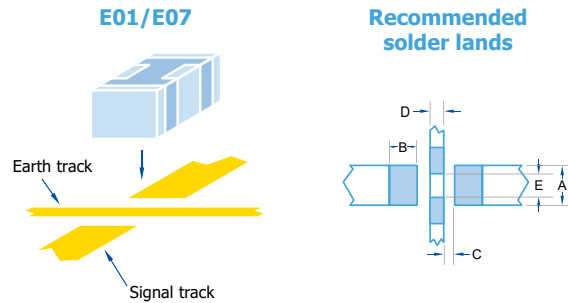 E01/E07
Earth track
Signal track
Recommended
solder lands
D
B
E
A
C